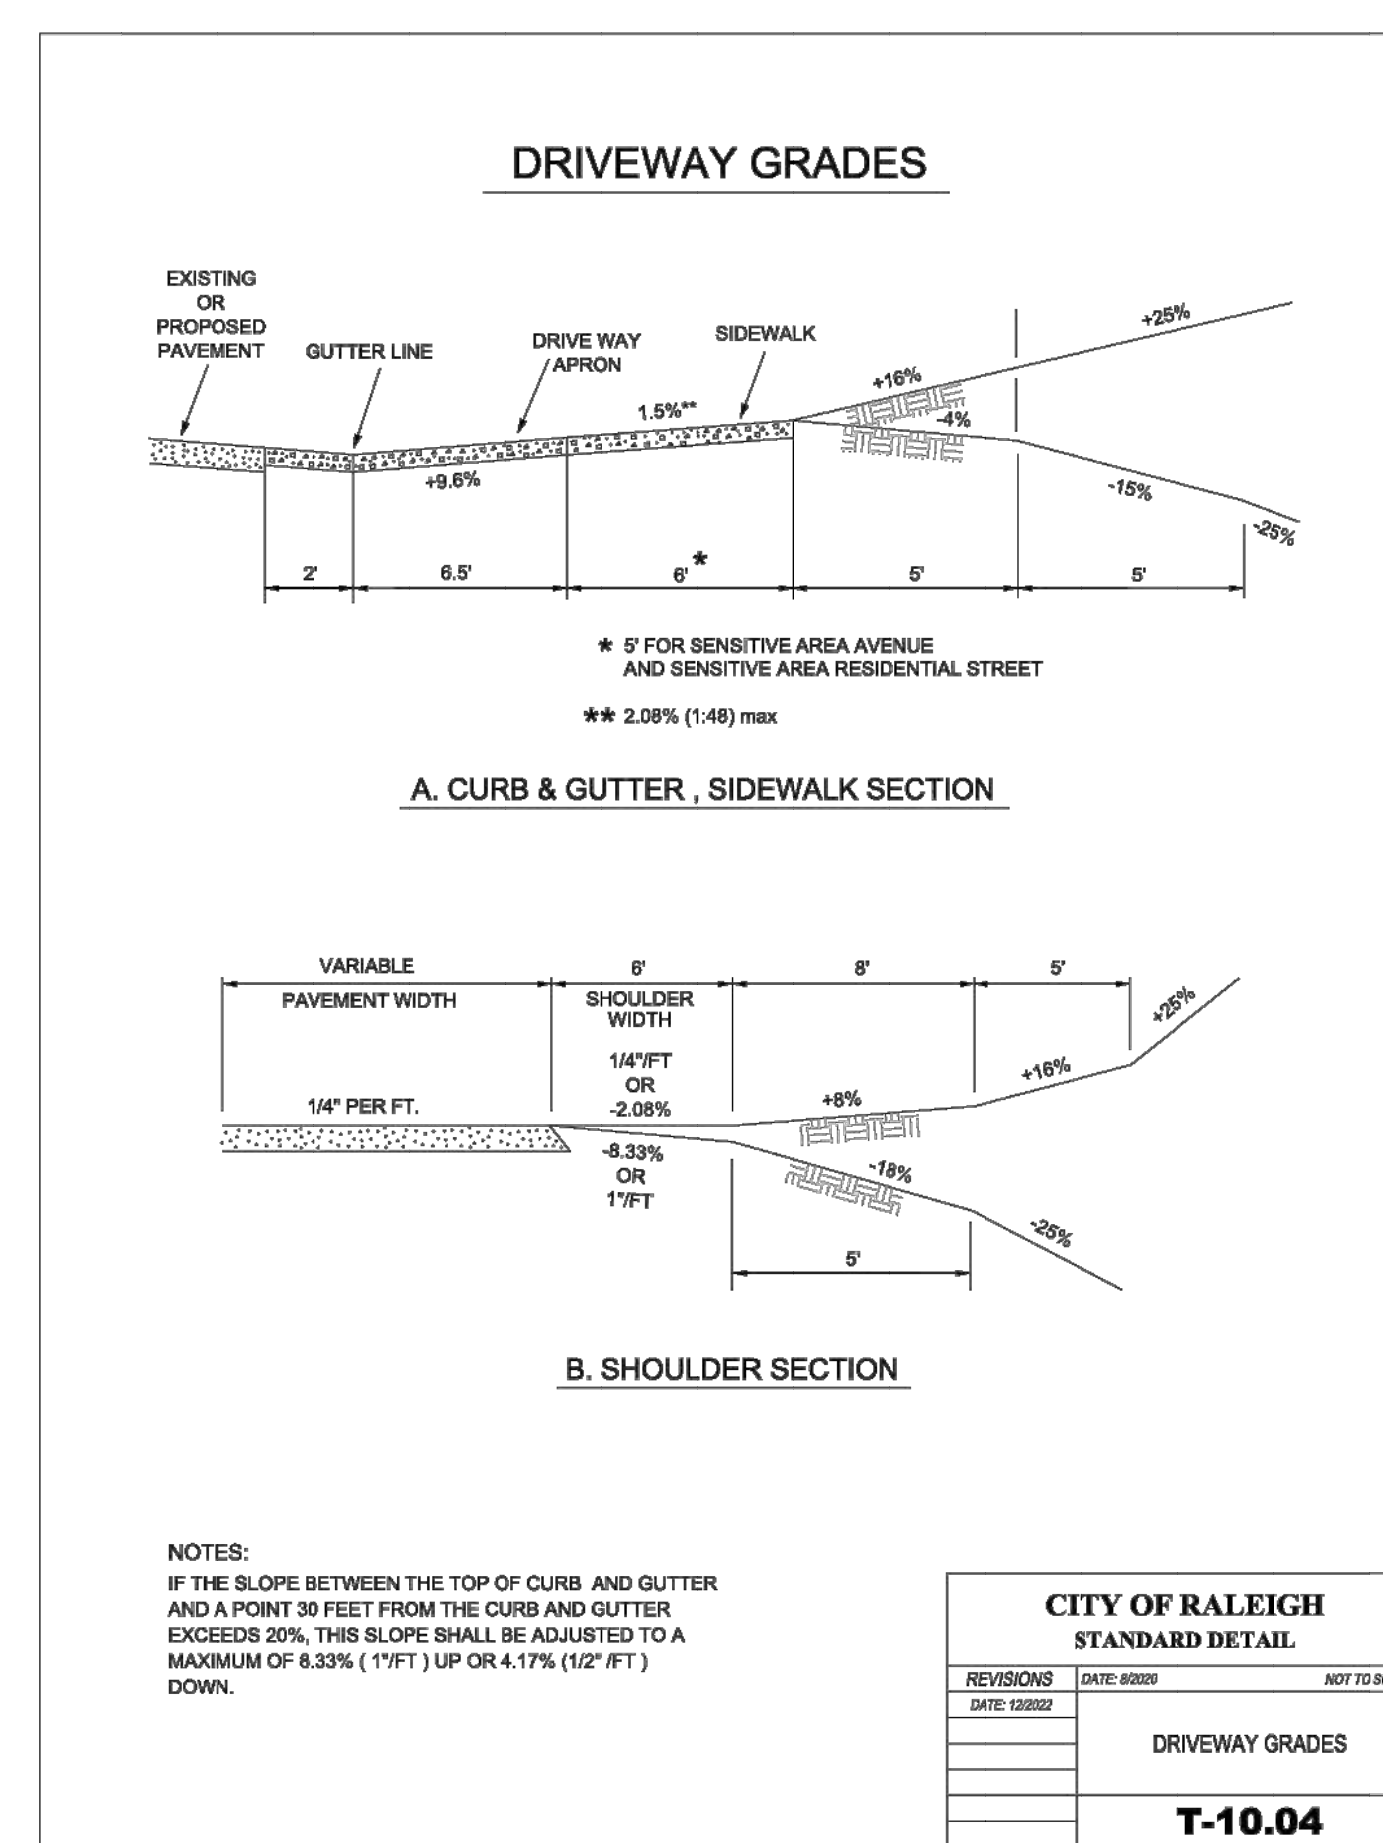 DRIVEWAY GRADES
EXISTING
OR
PROPOSED
PAVEMENT
GUTTER LINE
DRIVE WAY
APRON
SIDEWALK
1.5%**
+9.6%
+16%
-4%
+25%
-15%
-25%
2'
6.5'
6'*
5'
5'
* 5' FOR SENSITIVE AREA AVENUE
AND SENSITIVE AREA RESIDENTIAL STREET
** 2.08% (1:48) max
A. CURB & GUTTER , SIDEWALK SECTION
VARIABLE
PAVEMENT WIDTH
6'
SHOULDER
WIDTH
8'
5'
1/4"/FT
OR
-2.08%
1/4" PER FT.
+8%
+16%
+25%
-8.33%
OR
1"/FT
-18%
-25%
5'
B. SHOULDER SECTION
NOTES:
IF THE SLOPE BETWEEN THE TOP OF CURB AND GUTTER
AND A POINT 30 FEET FROM THE CURB AND GUTTER
EXCEEDS 20%, THIS SLOPE SHALL BE ADJUSTED TO A
MAXIMUM OF 8.33% ( 1"/FT ) UP OR 4.17% (1/2" /FT )
DOWN.
CITY OF RALEIGH
STANDARD DETAIL
REVISIONS
DATE: 8/2020
NOT TO
DATE: 12/2022
DRIVEWAY GRADES
T-10.04